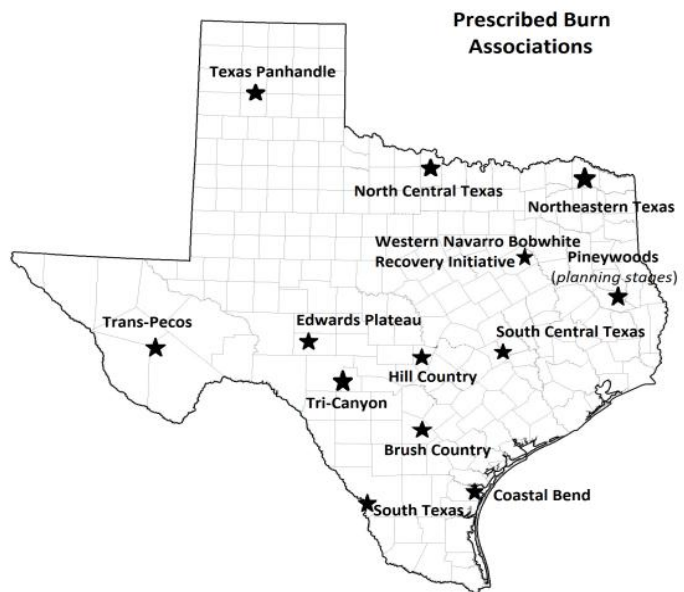 Prescribed Burn
Associations
Texas Panhandle
North Central Texas
Northeastern Texas
Western Navarro Bobwhite
Recovery Initiative
Pineywoods
(planning stages)
Trans-Pecos
Edwards Plateau
South Central Texas
Hill Country
Tri-Canyon
Brush Country
South Texas
Coastal Bend